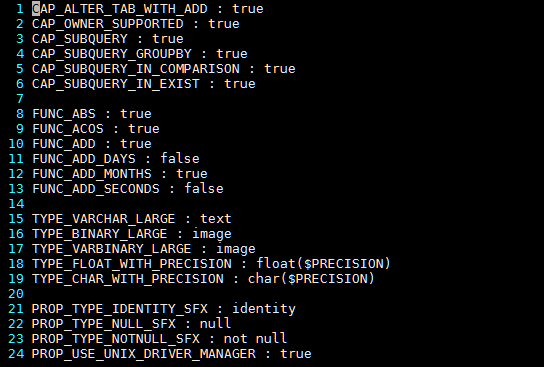 1 CAP_ALTER_TAB_WITH_ADD : true
2 CAP_OWNER_SUPPORTED : true
3 CAP_SUBQUERY : true
4 CAP_SUBQUERY_GROUPBY : true
5 CAP_SUBQUERY_IN_COMPARISON : true
6 CAP_SUBQUERY_IN_EXIST : true
7
8 FUNC_ABS : true
9 FUNC_ACOS : true
10 FUNC_ADD : true
11 FUNC_ADD_DAYS : false
12 FUNC_ADD_MONTHS : true
13 FUNC_ADD_SECONDS : false
14
15 TYPE_VARCHAR_LARGE : text
16 TYPE_BINARY_LARGE : image
17 TYPE_VARBINARY_LARGE : image
18 TYPE_FLOAT_WITH_PRECISION : float($PRECISION)
19 TYPE_CHAR_WITH_PRECISION : char($PRECISION)
20
21 PROP_TYPE_IDENTITY_SFX : identity
22 PROP_TYPE_NULL_SFX : null
23 PROP_TYPE_NOTNULL_SFX : not null
24 PROP_USE_UNIX_DRIVER_MANAGER : true